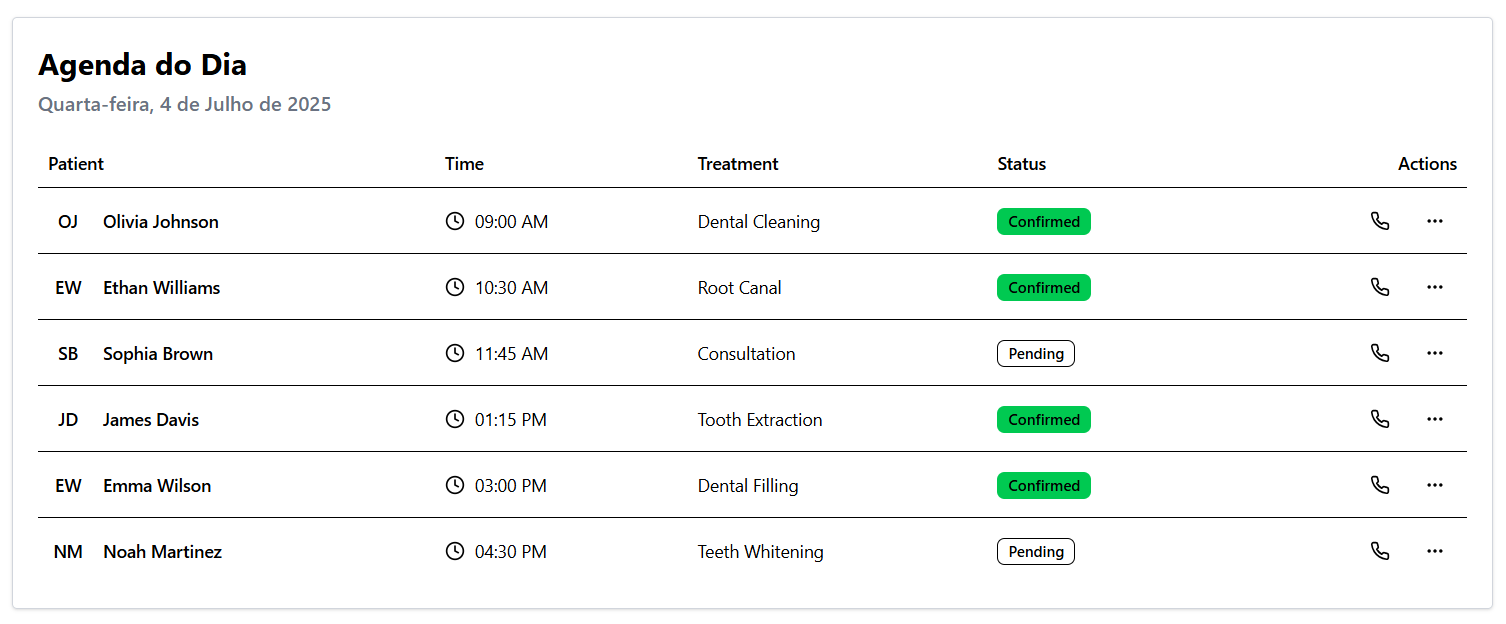 Agenda do Dia
Quarta-feira, 4 de Julho de 2025
Patient Time Treatment Status Actions
OJ Olivia Johnson 09:00 AM Dental Cleaning Confirmed
EW Ethan Williams 10:30 AM Root Canal Confirmed
SB Sophia Brown 11:45 AM Consultation Pending
JD James Davis 01:15 PM Tooth Extraction Confirmed
EW Emma Wilson 03:00 PM Dental Filling Confirmed
NM Noah Martinez 04:30 PM Teeth Whitening Pending